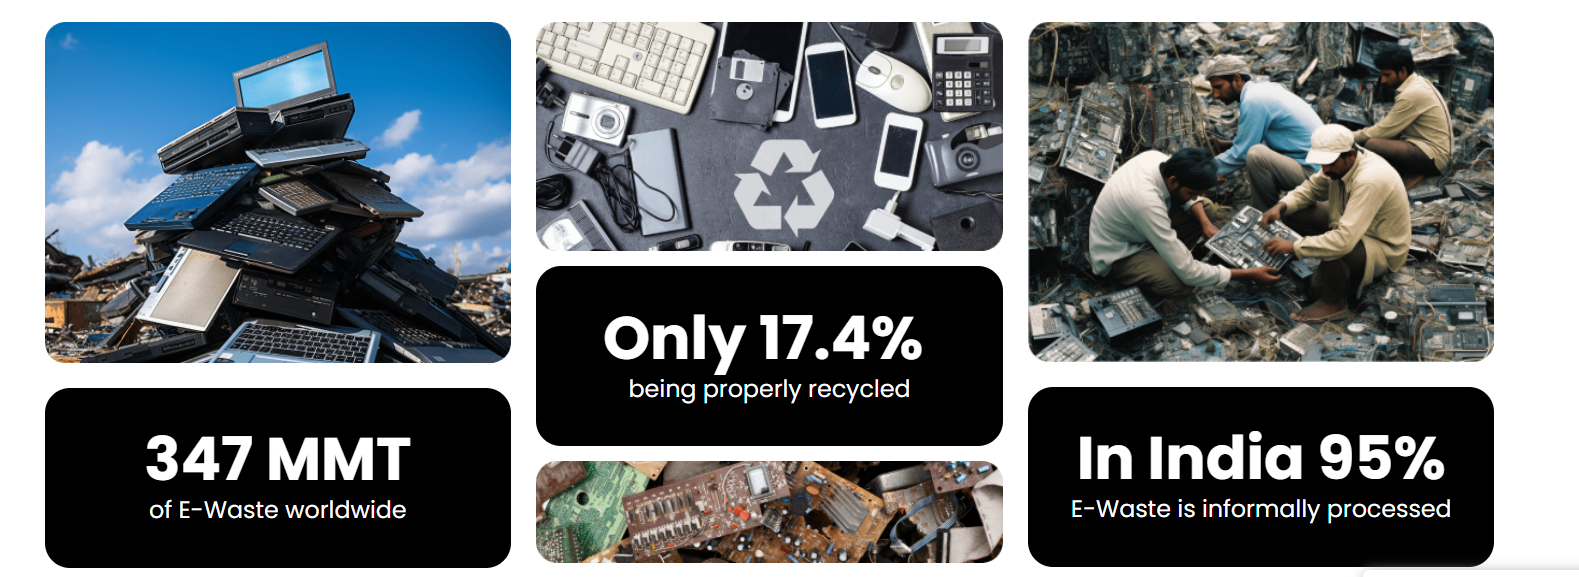 347 MMT
of E-Waste worldwide
Only 17.4%
being properly recycled
In India 95%
E-Waste is informally processed